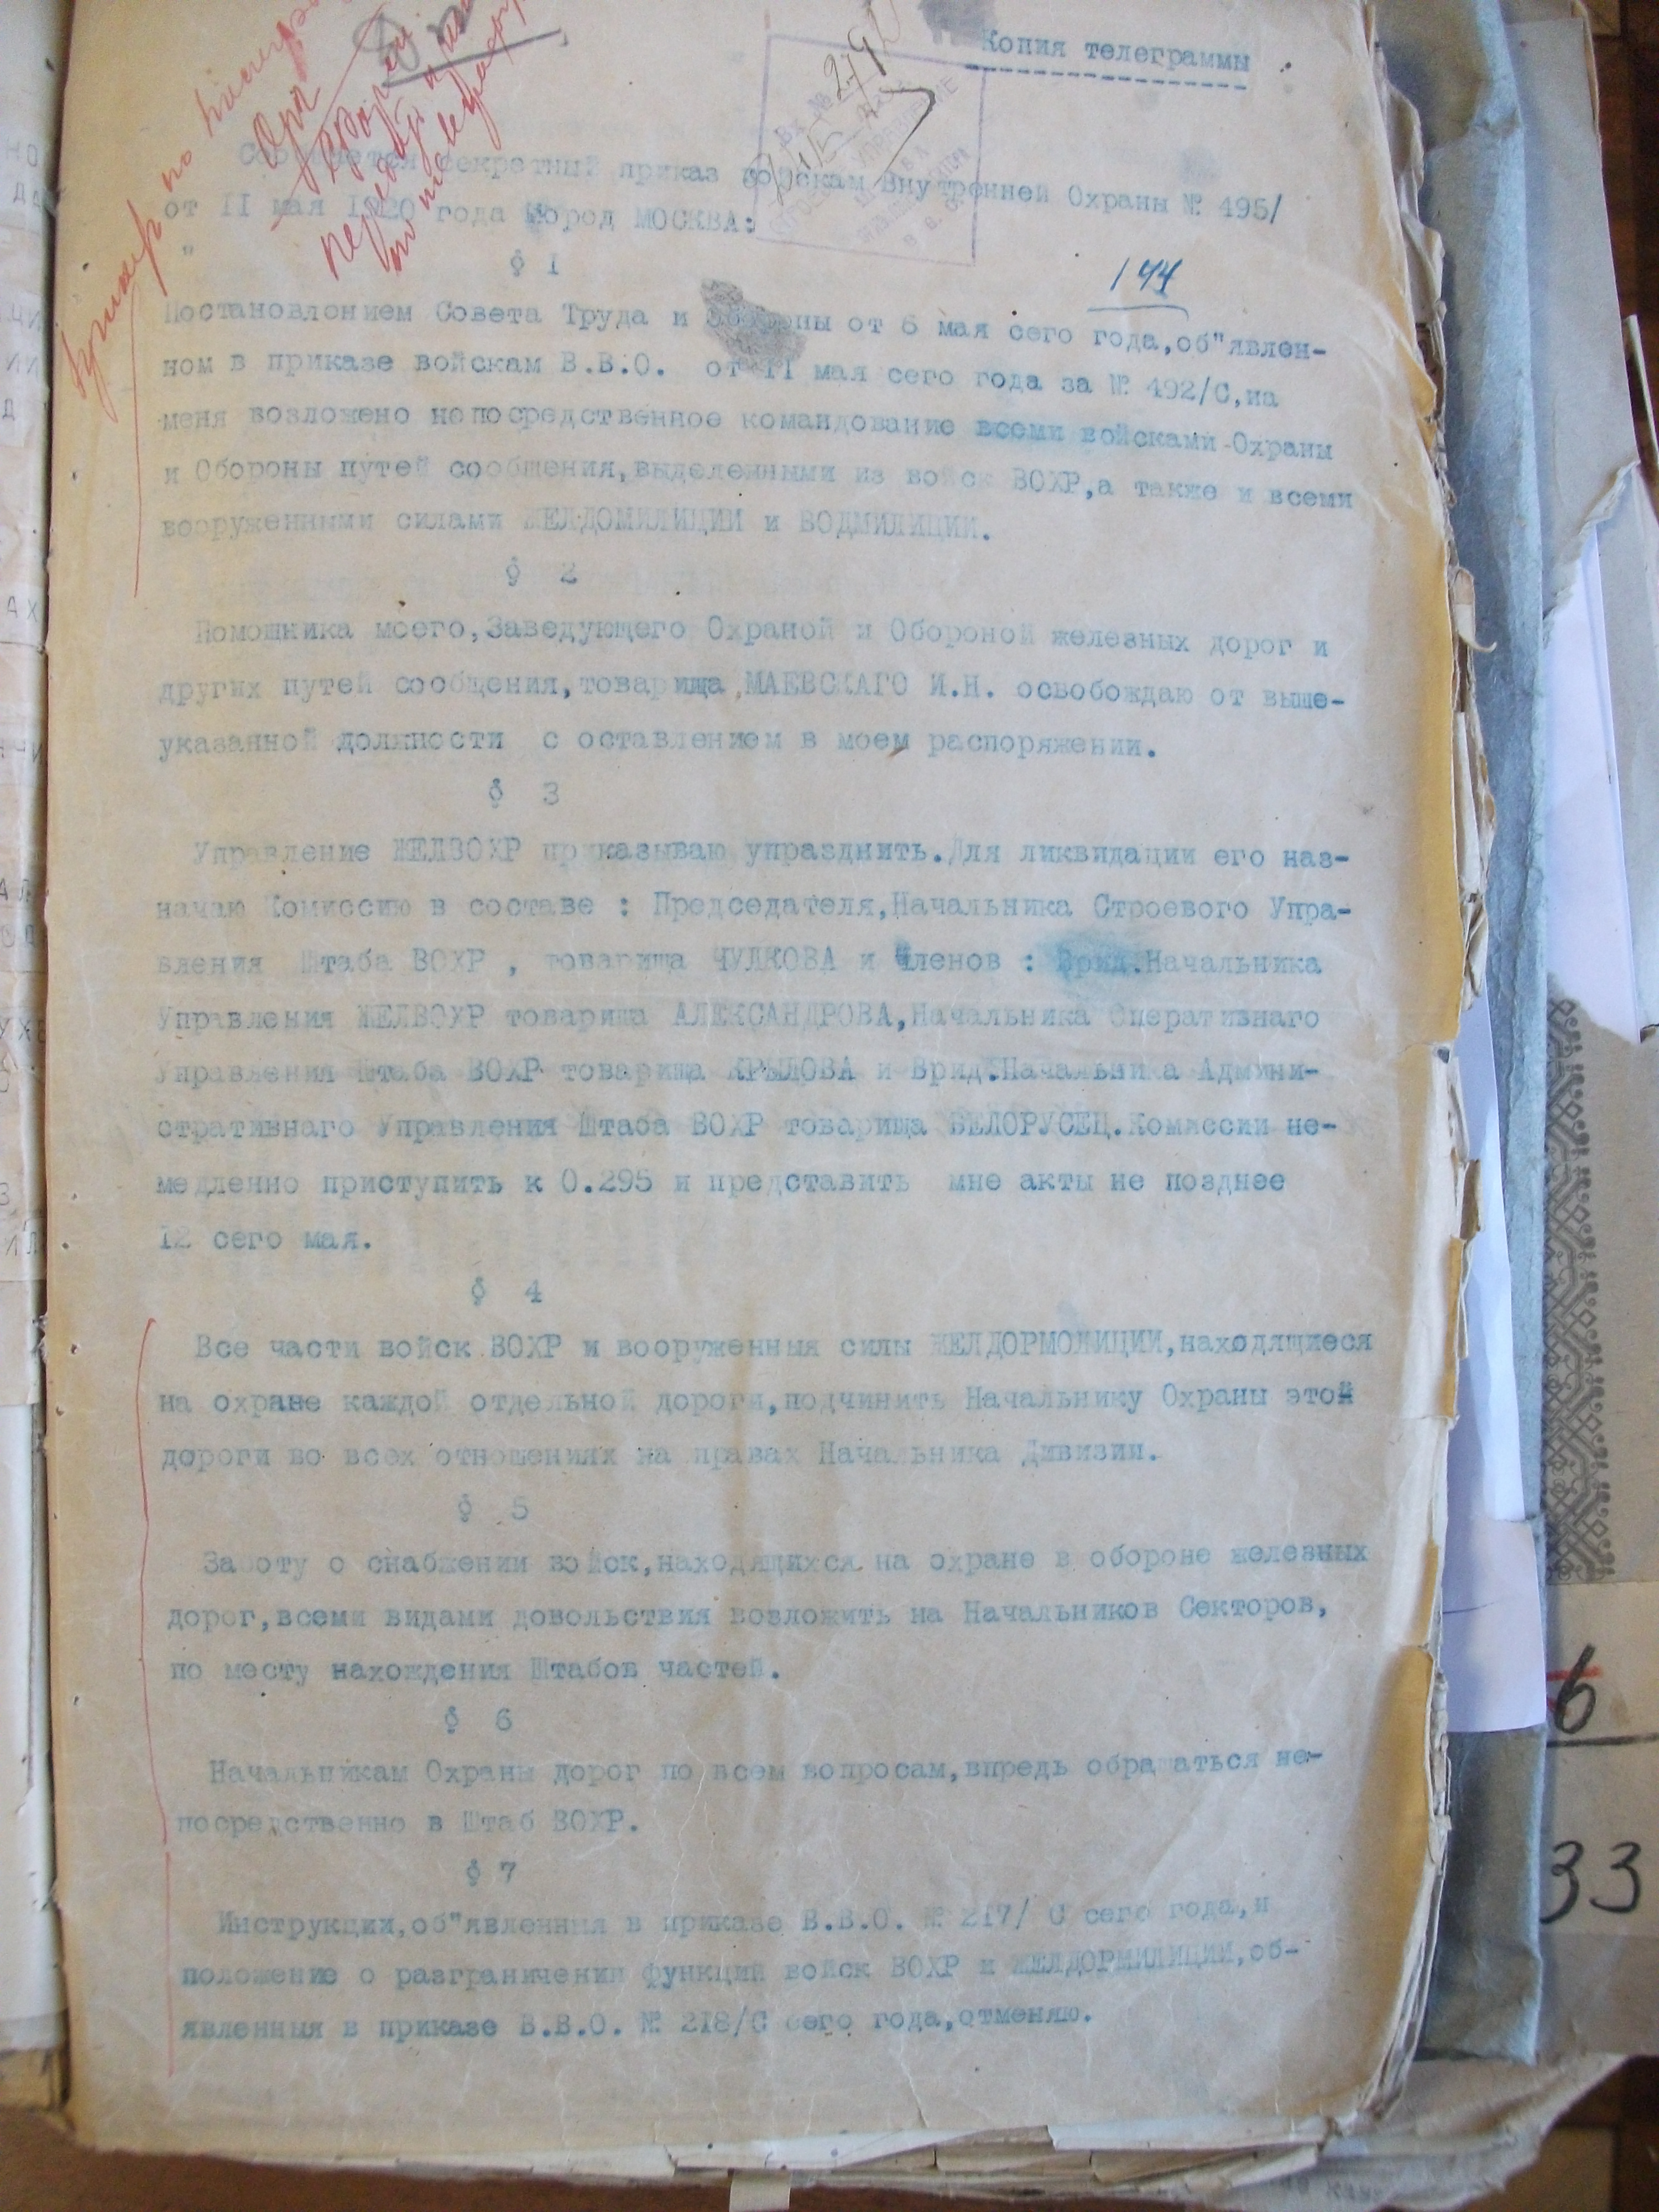 Копия телеграммы
279
Вх. №
УПРАВЛЕНИЕ
секретный приказ войскам Внутренней Охраны № 495/
от II мая 1920 года город МОСКВА:
§ I
194
Постановлением Совета Труда и Обороны от 6 мая сего года,об"явлен-
ном в приказе войскам В.В.О. от II мая сего года за № 492/С,на
меня возложено непосредственное командование всеми войсками Охраны
и Обороны путей сообщения,выделенными из войск ВОХР,а также и всеми
вооруженными силами ЖЕЛДОМИЛИЦИИ и ВОДМИЛИЦИИ.
§ 2
Помошника моего,Заведующего Охраной и Обороной железных дорог и
других путей сообщения,товарища МАЕВСКАГО И.Н. освобождаю от выше-
указанной должности с оставлением в моем распоряжении.
§ 3
Управление ЖЕЛВОХР приказываю упразднить.Для ликвидации его наз-
начаю Комиссию в составе : Председателя,Начальника Строевого Упра-
вления Штаба ВОХР , товарища ЧУЛКОВА и Членов : Врид.Начальника
Управления ЖЕЛВОХР товарища АЛЕКСАНДРОВА,Начальника Оперативнаго
Управления Штаба ВОХР товарища КРЫЛОВА и Врид.Начальника Админи-
стративнаго Управления Штаба ВОХР товарища БЕЛОРУСЕЦ.Комиссии не-
медленно приступить к 0.295 и представить мне акты не позднее
12 сего мая.
§ 4
Все части войск ВОХР и вооруженныя силы ЖЕЛДОРМОЛИЦИИ,находящиеся
на охране каждой отдельной дороги,подчинить Начальнику Охраны этой
дороги во всех отношениях на правах Начальника Дивизии.
§ 5
Заботу о снабжении войск,находящихся на охране в обороне железных
дорог,всеми видами довольствия возложить на Начальников Секторов,
по месту нахождения Штабов частей.
§ 6
Начальникам Охраны дорог по всем вопросам,впредь обращаться не-
посредственно в Штаб ВОХР.
§ 7
Инструкции,об"явленныя в приказе В.В.О. № 217/ С сего года,и
положение о разграничении функций войск ВОХР и ЖЕЛДОРМИЛИЦИИ,об-
явленныя в приказе В.В.О. № 218/С сего года,отменяю.
6
33